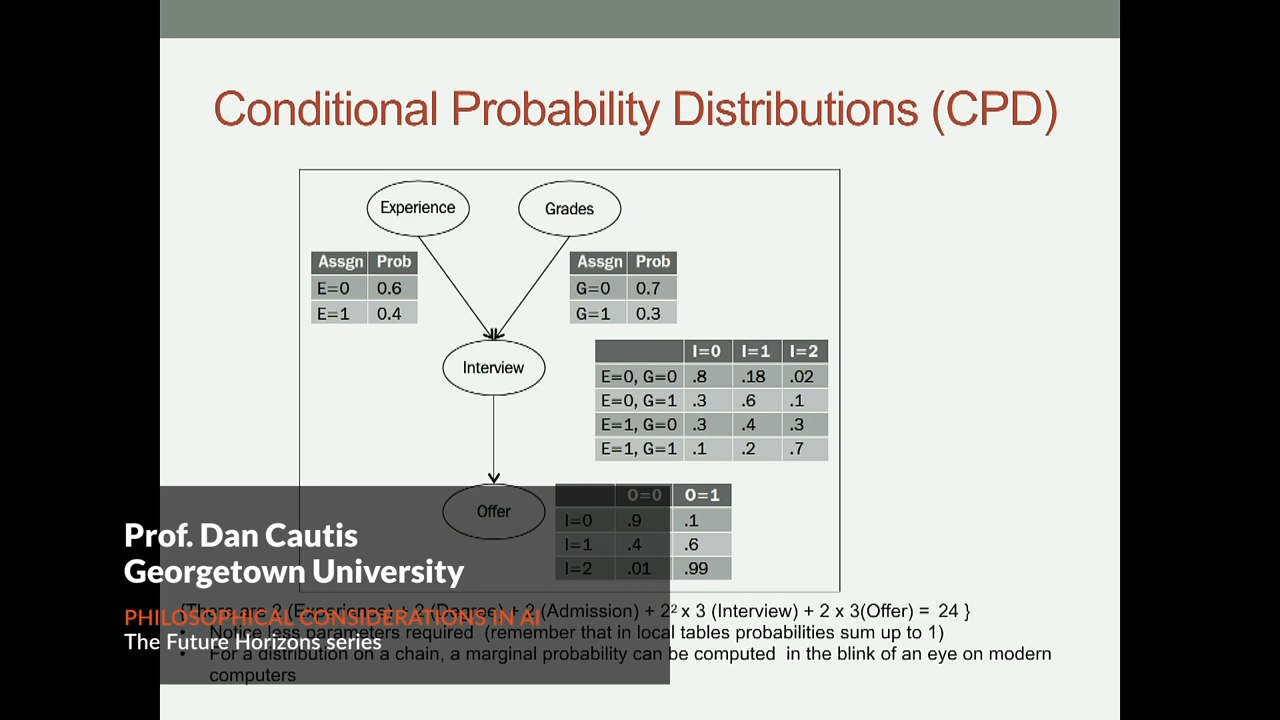 Conditional Probability Distributions (CPD)
Experience Grades
Assgn Prob Assgn Prob
E=0 0.6 G=0 0.7
E=1 0.4 G=1 0.3
Interview
I=0 I=1 I=2
E=0, G=0 .8 .18 .02
E=0, G=1 .3 .6 .1
E=1, G=0 .3 .4 .3
E=1, G=1 .1 .2 .7
Offer
O=0 O=1
I=0 .9 .1
I=1 .4 .6
I=2 .01 .99
Prof. Dan Cautis
Georgetown University
PHILOSOPHICAL CONSIDERATIONS IN AI
The Future Horizons series
{There are 2 (Experience) + 2 (Degree) + 2 (Admission) + 2² x 3 (Interview) + 2 x 3(Offer) = 24 }
• Notice less parameters required (remember that in local tables probabilities sum up to 1)
• For a distribution on a chain, a marginal probability can be computed in the blink of an eye on modern
computers